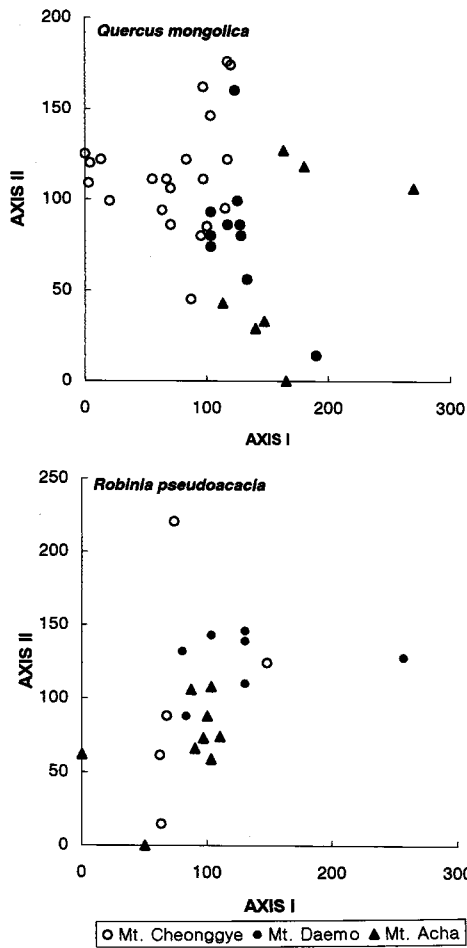 200
Quercus mongolica
150
AXIS II
100
50
0
0 100 200 300
AXIS I
250
Robinia pseudoacacia
200
150
AXIS II
100
50
0
0 100 200 300
AXIS I
Mt. Cheonggye Mt. Daemo Mt. Acha